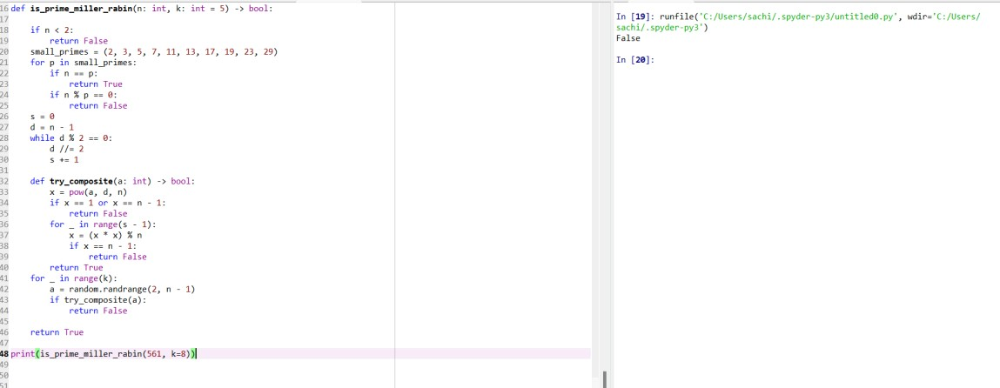 16 def is_prime_miller_rabin(n: int, k: int = 5) -> bool:
17
18     if n < 2:
19         return False
20     small_primes = (2, 3, 5, 7, 11, 13, 17, 19, 23, 29)
21     for p in small_primes:
22         if n == p:
23             return True
24         if n % p == 0:
25             return False
26     s = 0
27     d = n - 1
28     while d % 2 == 0:
29         d //= 2
30         s += 1
31
32     def try_composite(a: int) -> bool:
33         x = pow(a, d, n)
34         if x == 1 or x == n - 1:
35             return False
36         for _ in range(s - 1):
37             x = (x * x) % n
38             if x == n - 1:
39                 return False
40         return True
41     for _ in range(k):
42         a = random.randrange(2, n - 1)
43         if try_composite(a):
44             return False
45
46     return True
47
48 print(is_prime_miller_rabin(561, k=8))
49
50
51
In [19]: runfile('C:/Users/sachi/.spyder-py3/untitled0.py', wdir='C:/Users/
sachi/.spyder-py3')
False
In [20]: